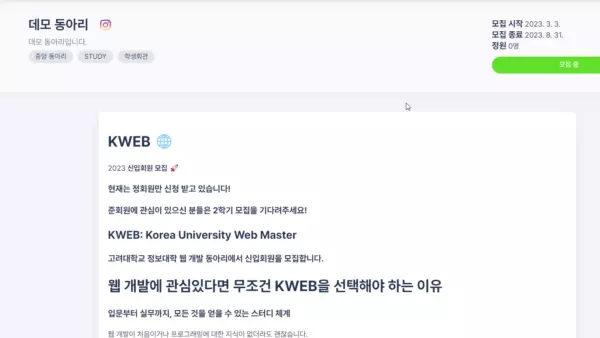 데모 동아리
데모 동아리입니다.
중앙 동아리 STUDY 학생회관
모집 시작 2023. 3. 3.
모집 종료 2023. 8. 31.
정원 0명
모집 중
KWEB
2023 신입회원 모집
현재는 정회원만 신청 받고 있습니다!
준회원에 관심이 있으신 분들은 2학기 모집을 기다려주세요!
KWEB: Korea University Web Master
고려대학교 정보대학 웹 개발 동아리에서 신입회원을 모집합니다.
웹 개발에 관심있다면 무조건 KWEB을 선택해야 하는 이유
입문부터 실무까지, 모든 것을 얻을 수 있는 스터디 체계
웹 개발이 처음이거나 프로그래밍에 대한 지식이 없더라도 괜찮습니다.